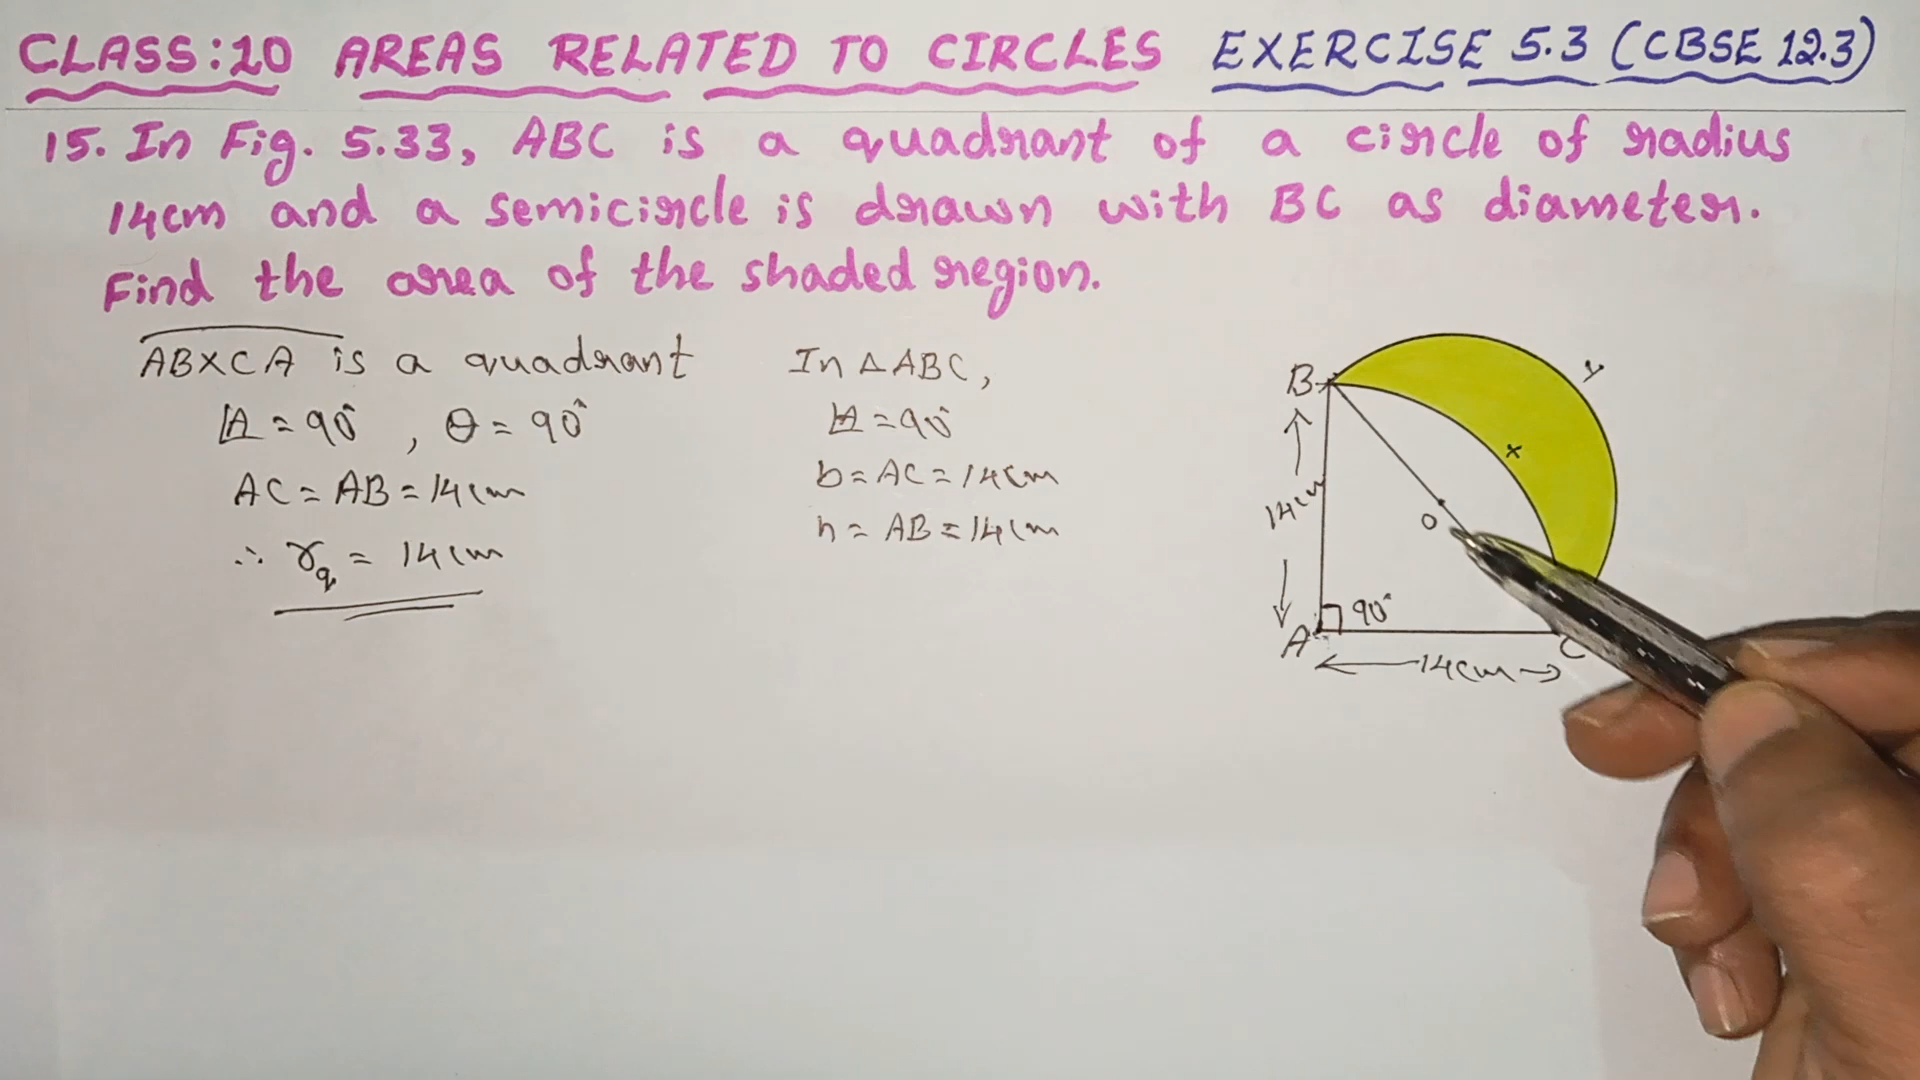 CLASS:10 AREAS RELATED TO CIRCLES EXERCISE 5.3 (CBSE 12.3)
15. In Fig. 5.33, ABC is a quadrant of a circle of radius
14cm and a semicircle is drawn with BC as diameter.
Find the area of the shaded region.
ABXCA is a quadrant
∠A = 90°, θ = 90°
AC = AB = 14cm
∴ r_q = 14cm
In △ABC,
∠A = 90°
b = AC = 14cm
h = AB = 14cm
B
y
x
14cm
O
90°
A
C
14cm